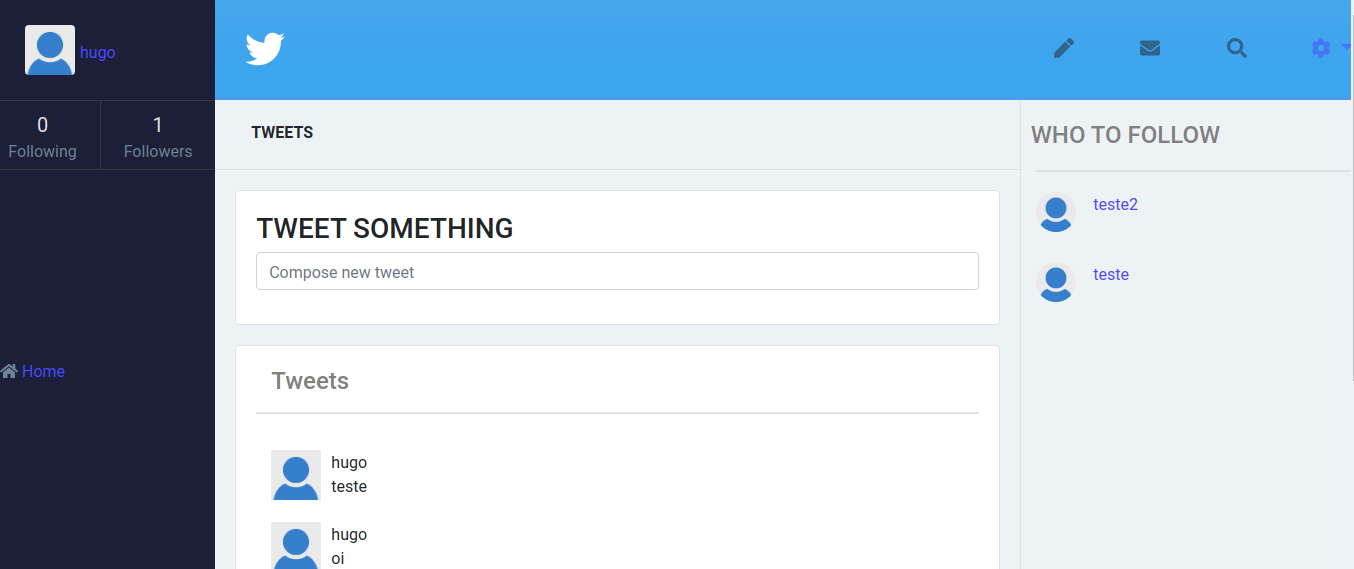 hugo
0
Following
1
Followers
Home
TWEETS
TWEET SOMETHING
Compose new tweet
Tweets
hugo
teste
hugo
oi
WHO TO FOLLOW
teste2
teste